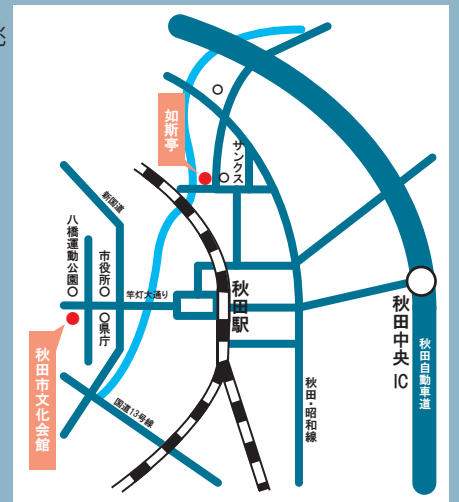 如斯亭
サンクス
新国道
八橋運動公園
市役所
県庁
竿灯大通り
秋田駅
秋田中央IC
秋田自動車道
秋田市文化会館
国道13号線
秋田・昭和線